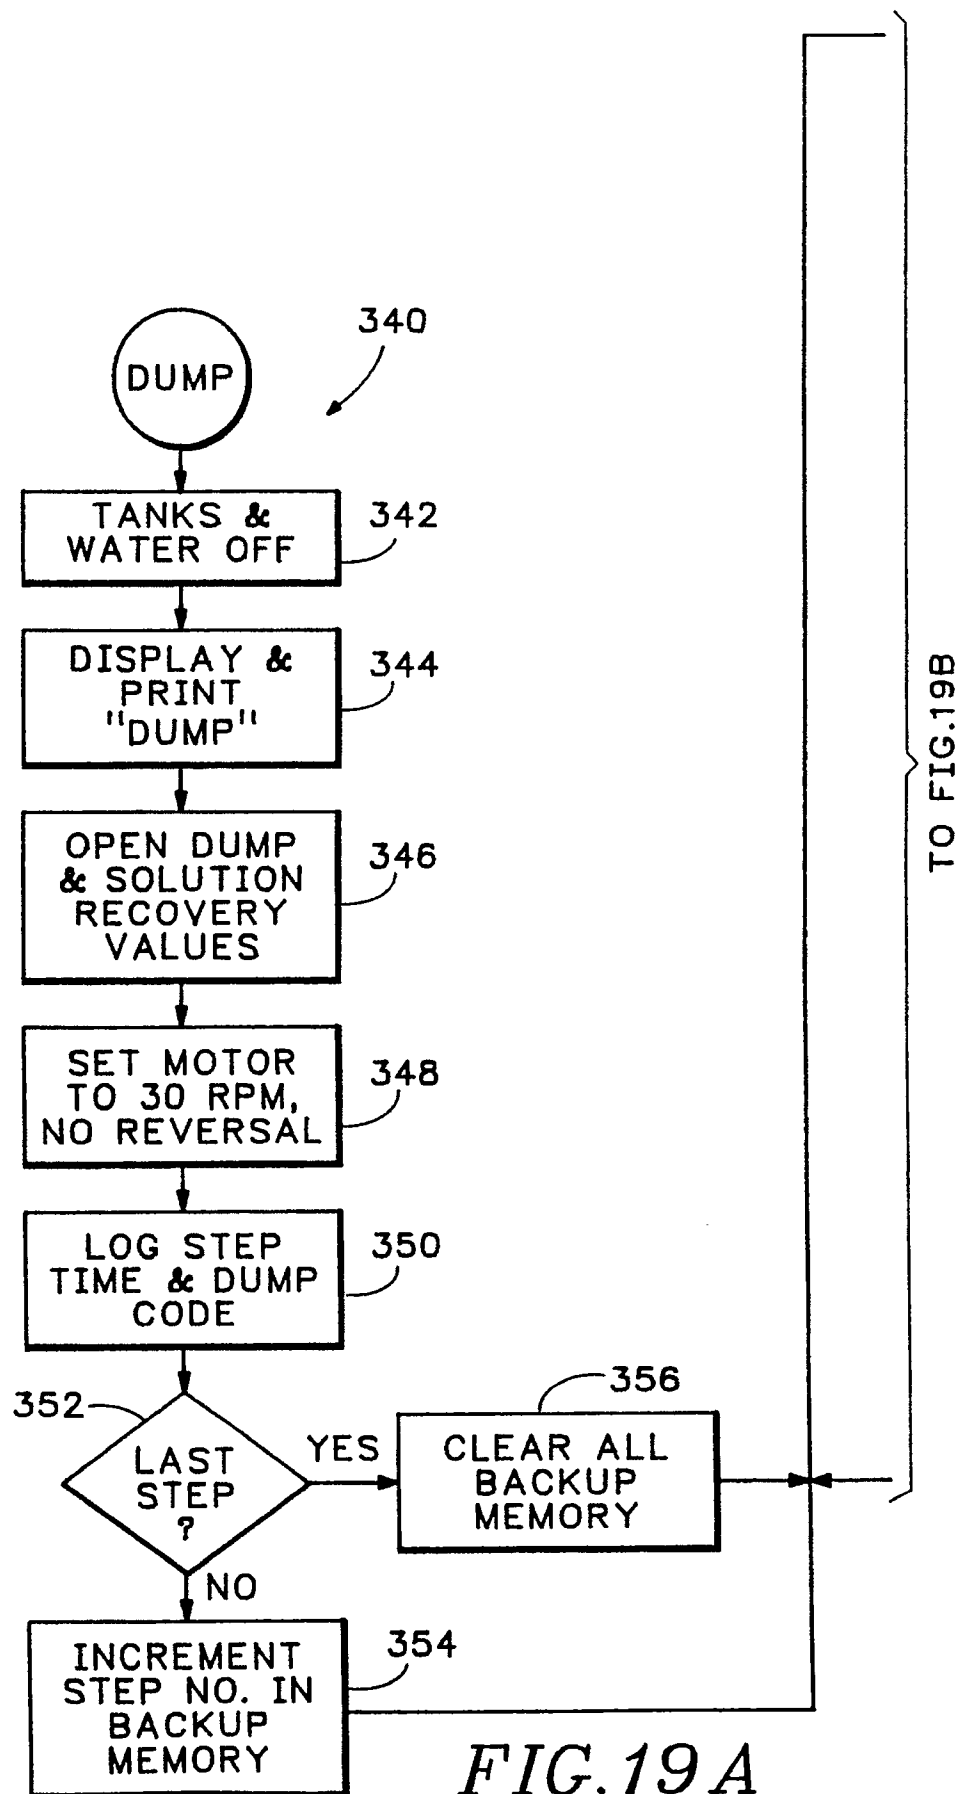 340
DUMP
TANKS &
WATER OFF
342
DISPLAY &
PRINT
"DUMP"
344
OPEN DUMP
& SOLUTION
RECOVERY
VALUES
346
SET MOTOR
TO 30 RPM,
NO REVERSAL
348
LOG STEP
TIME & DUMP
CODE
350
352
LAST
STEP
?
YES
356
CLEAR ALL
BACKUP
MEMORY
NO
INCREMENT
STEP NO. IN
BACKUP
MEMORY
354
TO FIG.19B
FIG.19A